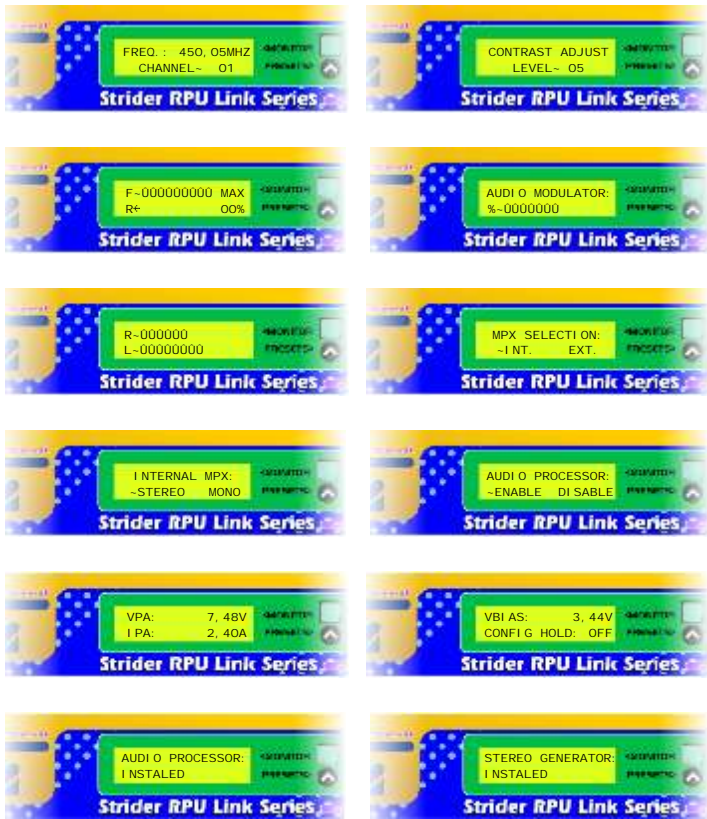 FREQ.: 450,05MHZ
CHANNEL~ 01
Strider RPU Link Series
CONTRAST ADJUST
LEVEL~ 05
Strider RPU Link Series
F~ÛÛÛÛÛÛÛÛÛ MAX
R← 00%
Strider RPU Link Series
AUDIO MODULATOR:
%~ÛÛÛÛÛÛÛ
Strider RPU Link Series
R~ÛÛÛÛÛÛ
L~ÛÛÛÛÛÛÛÛ
Strider RPU Link Series
MPX SELECTION:
~INT. EXT.
Strider RPU Link Series
INTERNAL MPX:
~STEREO MONO
Strider RPU Link Series
AUDIO PROCESSOR:
~ENABLE DISABLE
Strider RPU Link Series
VPA: 7,48V
IPA: 2,40A
Strider RPU Link Series
VBIAS: 3,44V
CONFIG HOLD: OFF
Strider RPU Link Series
AUDIO PROCESSOR:
INSTALED
Strider RPU Link Series
STEREO GENERATOR:
INSTALED
Strider RPU Link Series